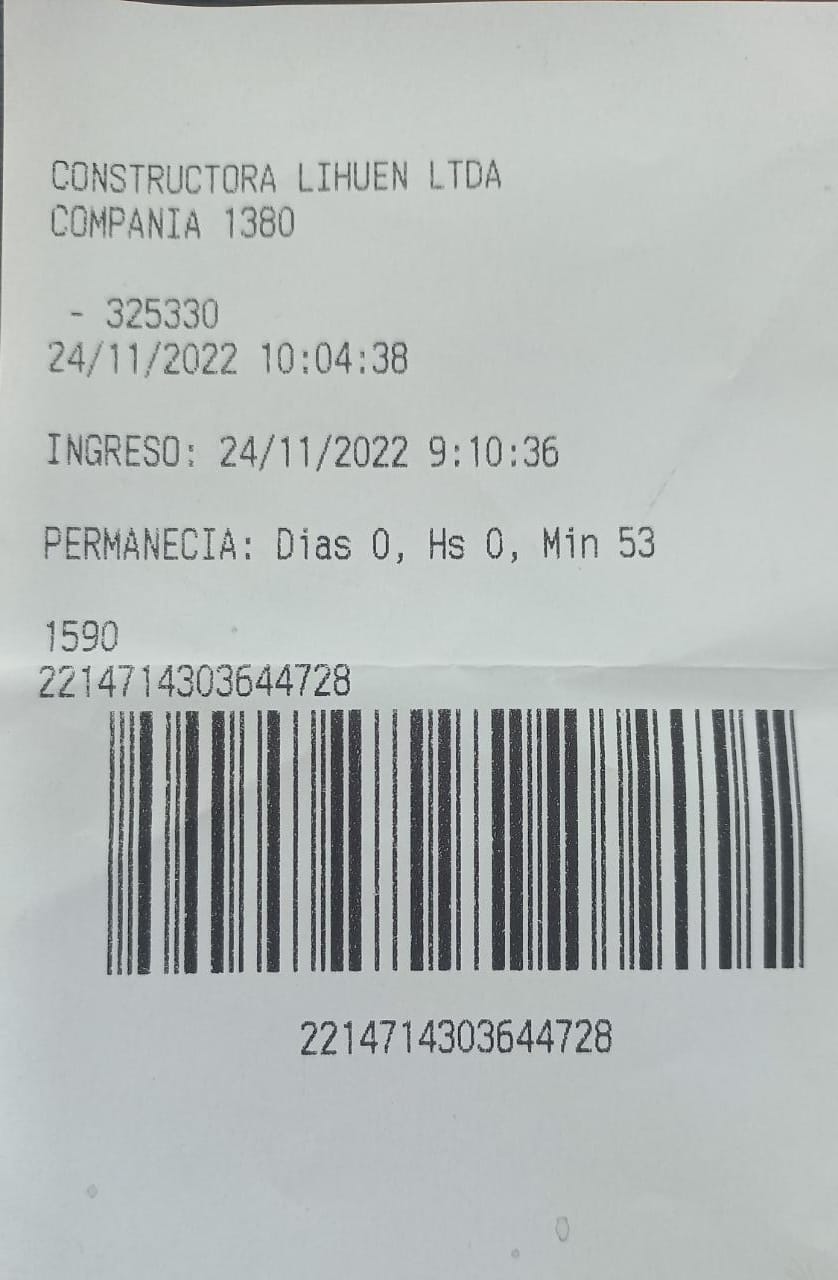 CONSTRUCTORA LIHUEN LTDA
COMPANIA 1380
- 325330
24/11/2022 10:04:38
INGRESO: 24/11/2022 9:10:36
PERMANECIA: Dias 0, Hs 0, Min 53
1590
2214714303644728
2214714303644728